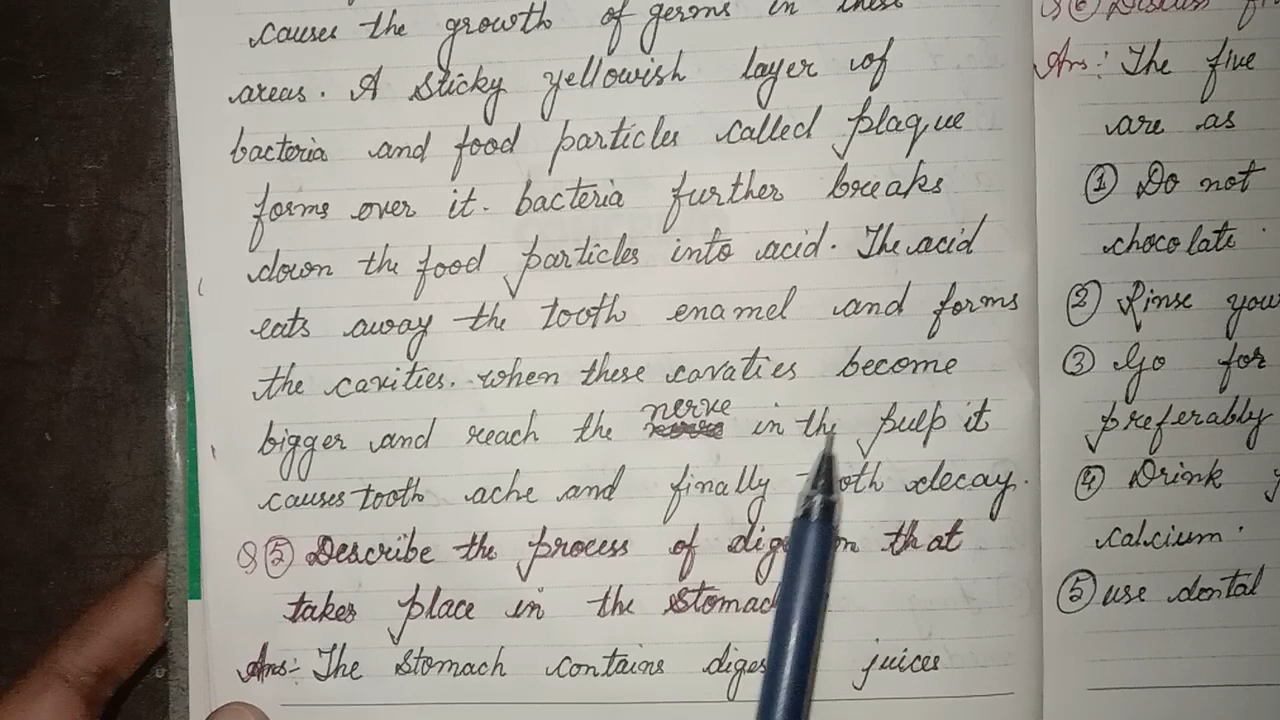 causes the growth of germs in these
areas. A sticky yellowish layer of
bacteria and food particles called plaque
forms over it. bacteria further breaks
down the food particles into acid. The acid
eats away the tooth enamel and forms
the cavities. when these cavaties become
bigger and reach the nerve in the pulp it
causes tooth ache and finally decay.
Q⑤ Describe the process of that
takes place in the
Ans:- The stomach contains juices
Q⑥ Discuss
Ans: The five
are as
① Do not
chocolate.
② Rinse
③ Go for
preferably
④ Drink
calcium.
⑤ use dental